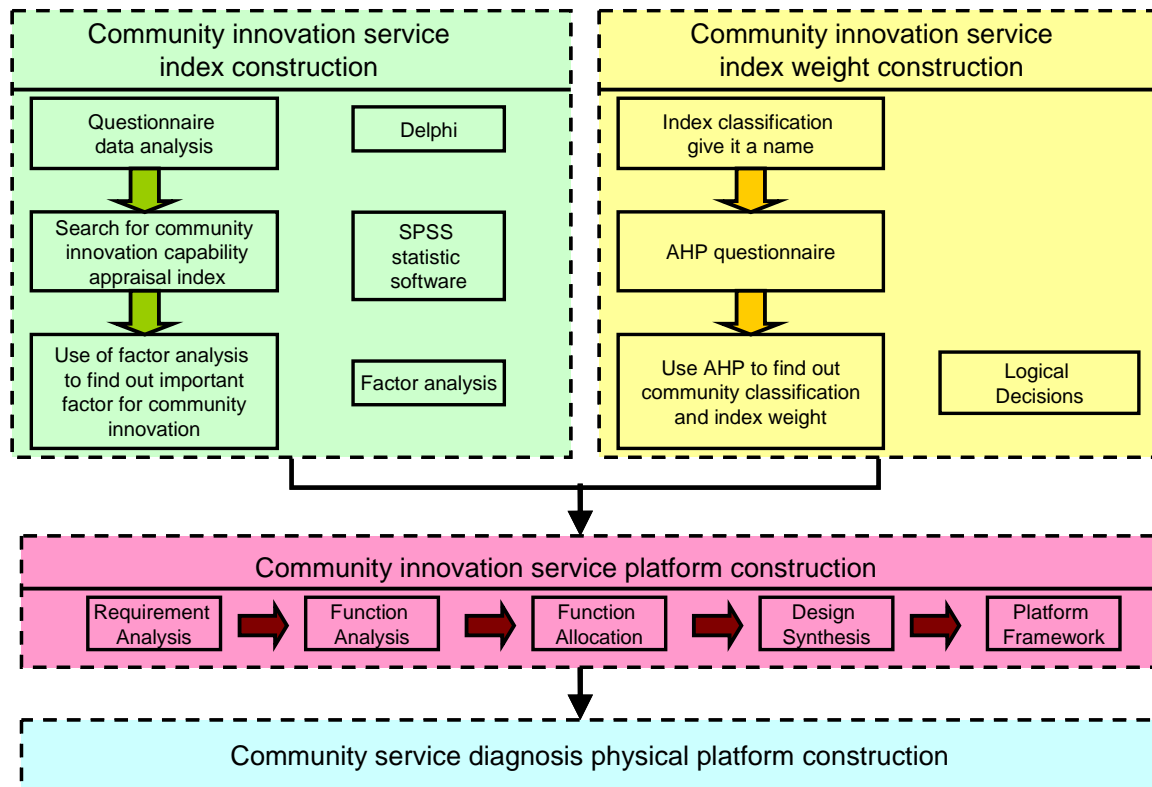 Community innovation service
index construction
Questionnaire
data analysis
Delphi
Search for community
innovation capability
appraisal index
SPSS
statistic
software
Use of factor analysis
to find out important
factor for community
innovation
Factor analysis
Community innovation service
index weight construction
Index classification
give it a name
AHP questionnaire
Use AHP to find out
community classification
and index weight
Logical
Decisions
Community innovation service platform construction
Requirement
Analysis
Function
Analysis
Function
Allocation
Design
Synthesis
Platform
Framework
Community service diagnosis physical platform construction